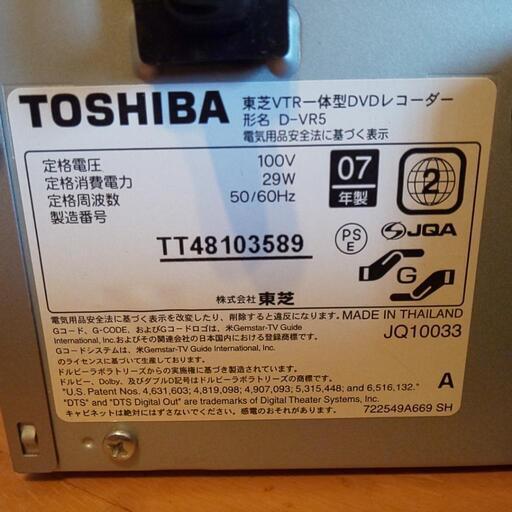 TOSHIBA 東芝VTR一体型DVDレコーダー
形名 D-VR5
電気用品安全法に基づく表示
定格電圧 100V
定格消費電力 29W
定格周波数 50/60Hz
製造番号
TT48103589
07
年製
2
PS
E
JQA
G
株式会社 東芝
電気用品安全法に基づく表示を改変したり、削除すると違反になります。 MADE IN THAILAND
Gコード、G-CODE、およびGコードロゴは、米Gemstar-TV Guide JQ10033
International, Inc.およびその関連会社の日本国内における登録商標です。
Gコードシステムは、米Gemstar-TV Guide International, Inc.
のライセンスに基づいて生産しております。
ドルビーラボラトリーズからの実施権に基づき製造されています。
ドルビー、Dolby、及びダブルD記号はドルビーラボラトリーズの商標です。
"U.S. Patent Nos. 4,631,603; 4,819,098; 4,907,093; 5,315,448; and 6,516,132." A
"DTS" and "DTS Digital Out" are trademarks of Digital Theater Systems, Inc.
キャビネットは絶対にはずさないでください。感電のおそれがあります。 722549A669 SH